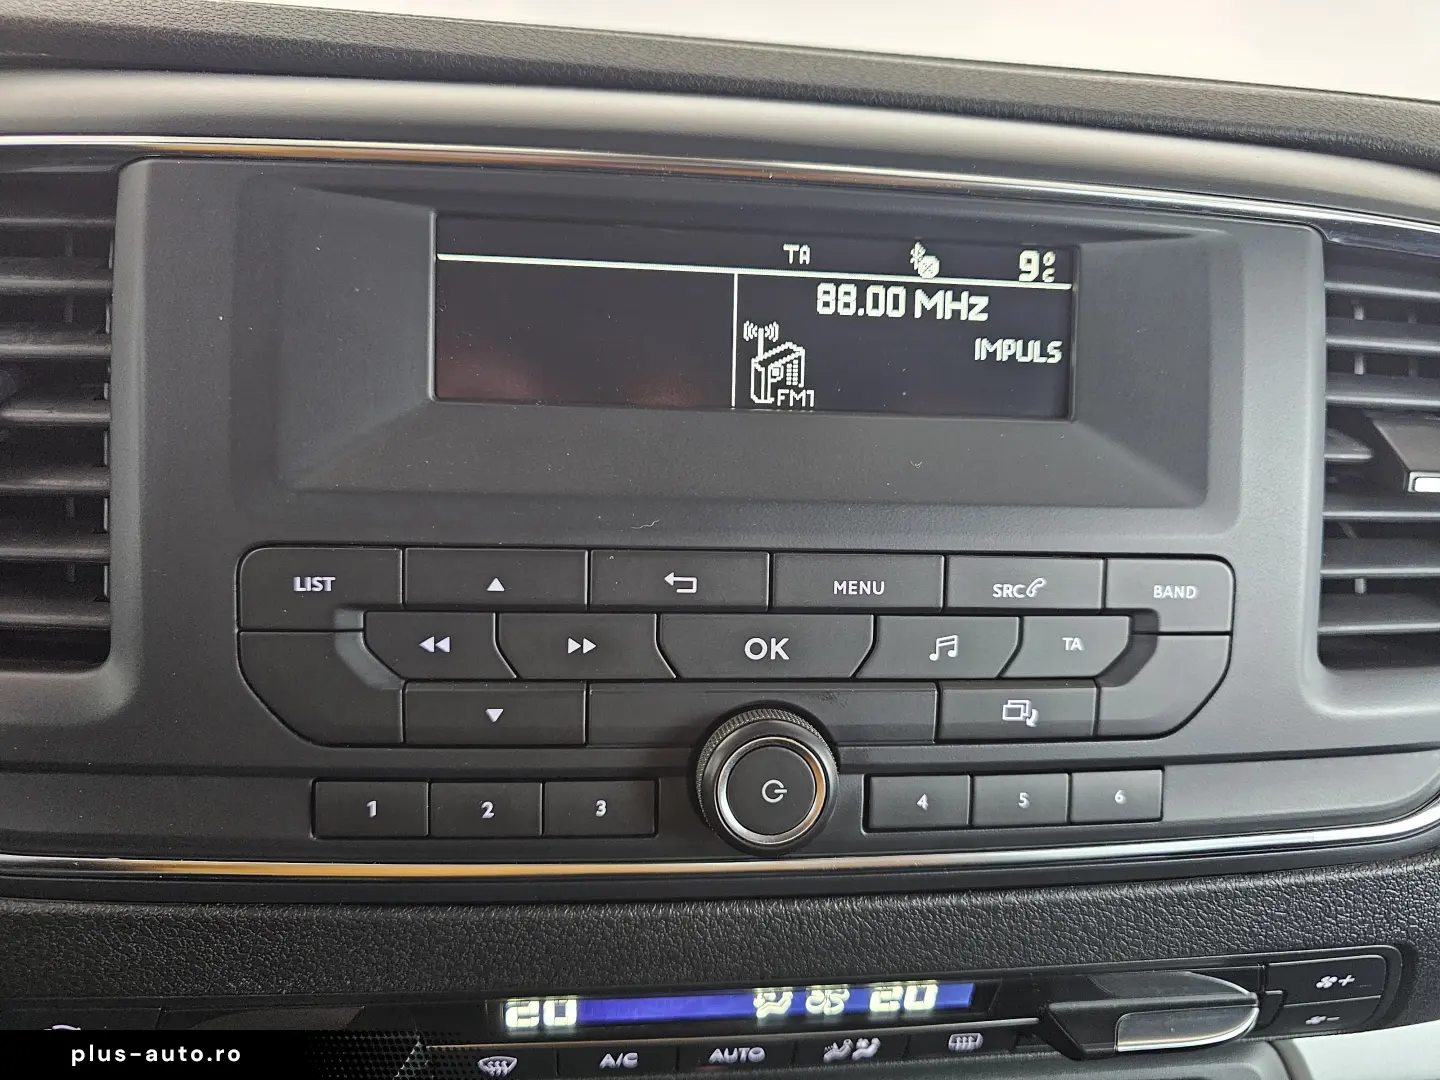 TA 9°C
88.00 MHz
IMPULS
FM1
LIST MENU SRC BAND
OK TA
1 2 3 4 5 6
20 20
A/C AUTO
plus-auto.ro